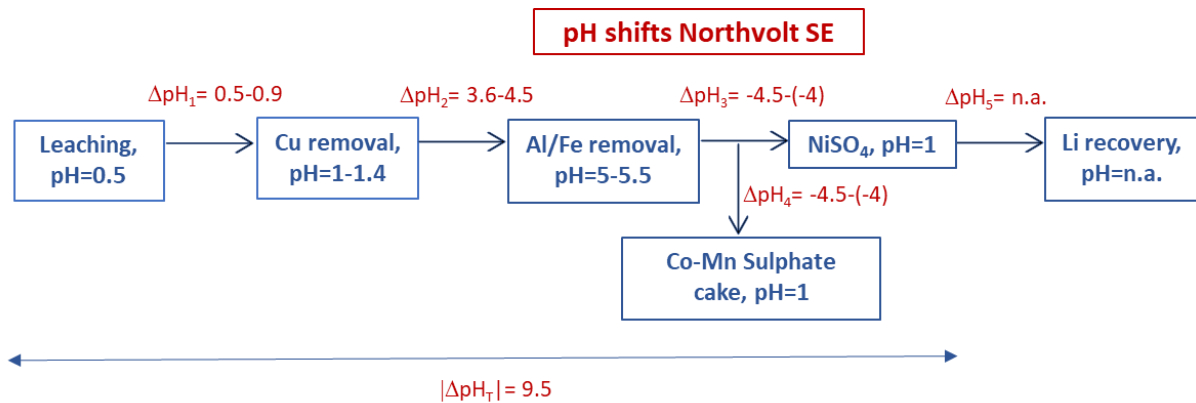 pH shifts Northvolt SE
ΔpH₁= 0.5-0.9
ΔpH₂= 3.6-4.5
ΔpH₃= -4.5-(-4)
ΔpH₅= n.a.
Leaching,
pH=0.5
Cu removal,
pH=1-1.4
Al/Fe removal,
pH=5-5.5
NiSO₄, pH=1
Li recovery,
pH=n.a.
ΔpH₄= -4.5-(-4)
Co-Mn Sulphate
cake, pH=1
|ΔpH_T|= 9.5